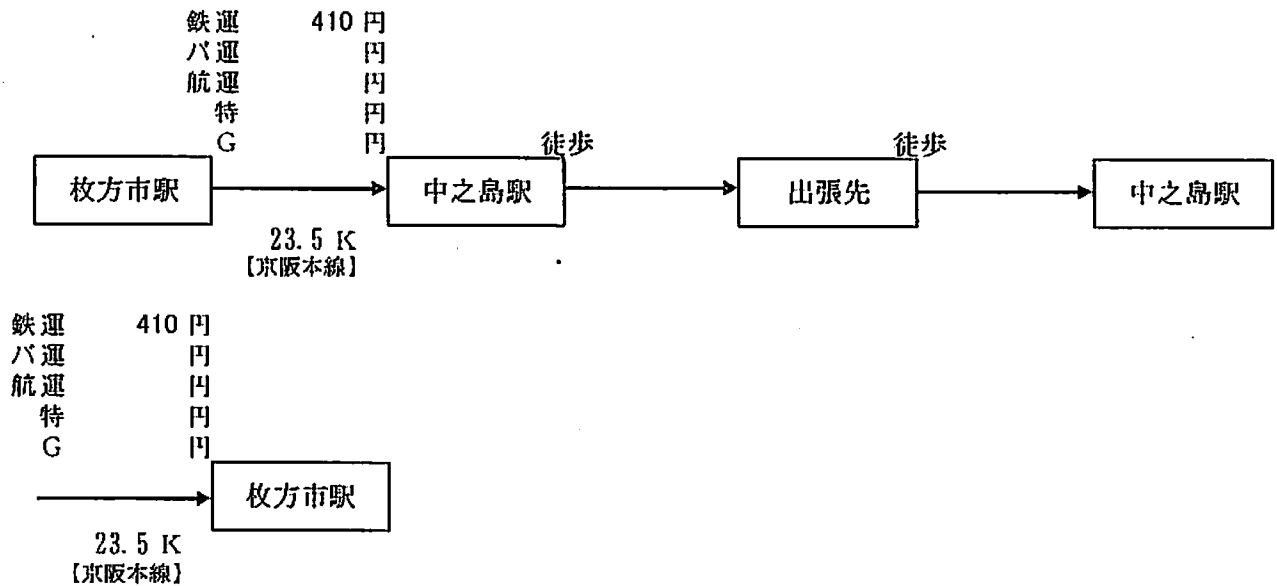 鉄運 410 円
バ運 円
航運 円
特 円
G 円
徒歩 徒歩
枚方市駅 中之島駅 出張先 中之島駅
23.5 K
【京阪本線】
鉄運 410 円
バ運 円
航運 円
特 円
G 円
枚方市駅
23.5 K
【京阪本線】